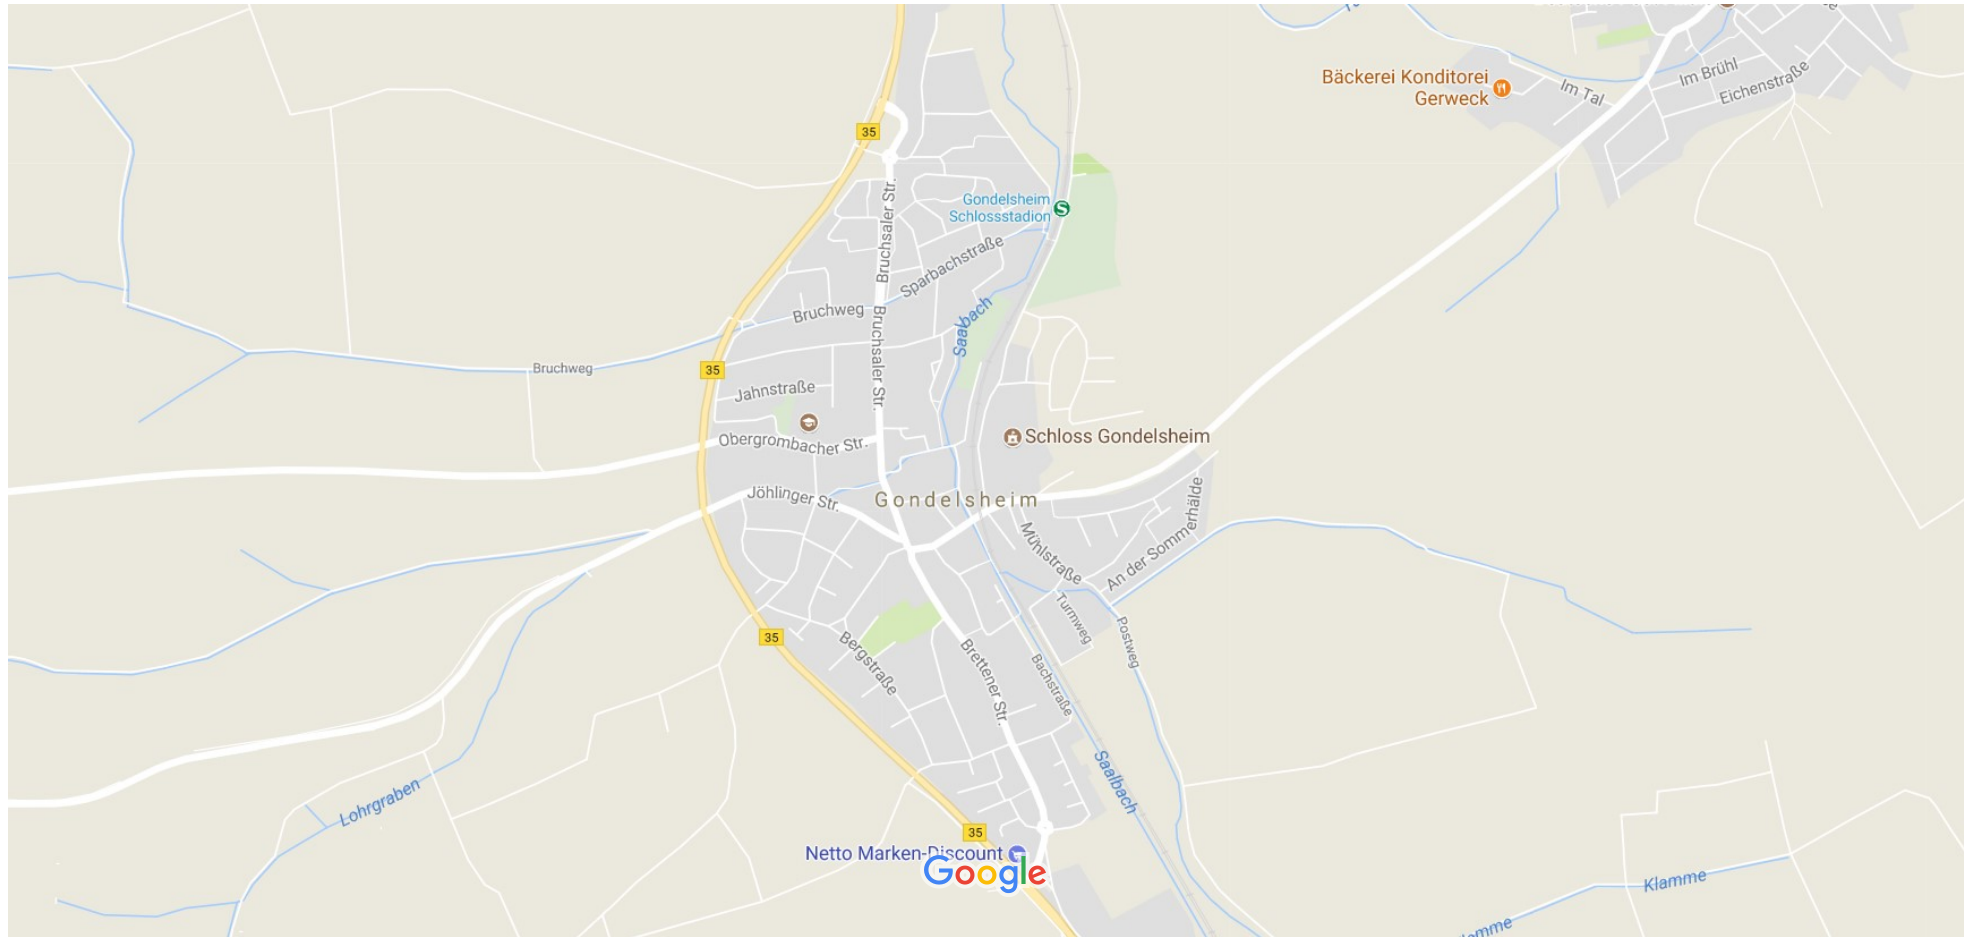 Bäckerei Konditorei
Gerweck
Im Tal
Im Brühl
Eichenstraße
35
Bruchsaler Str.
Gondelsheim
Schlossstadion
S
Sparbachstraße
Bruchweg
Bruchsaler Str.
Saalbach
35
Bruchweg
Jahnstraße
Obergrombacher Str.
Schloss Gondelsheim
Jöhlinger Str.
Gondelsheim
Mühlstraße
An der Sommerhälde
Turmweg
Postweg
35
Bergstraße
Brettener Str.
Bachstraße
Saalbach
Lohrgraben
35
Netto Marken-Discount
Google
Klamme